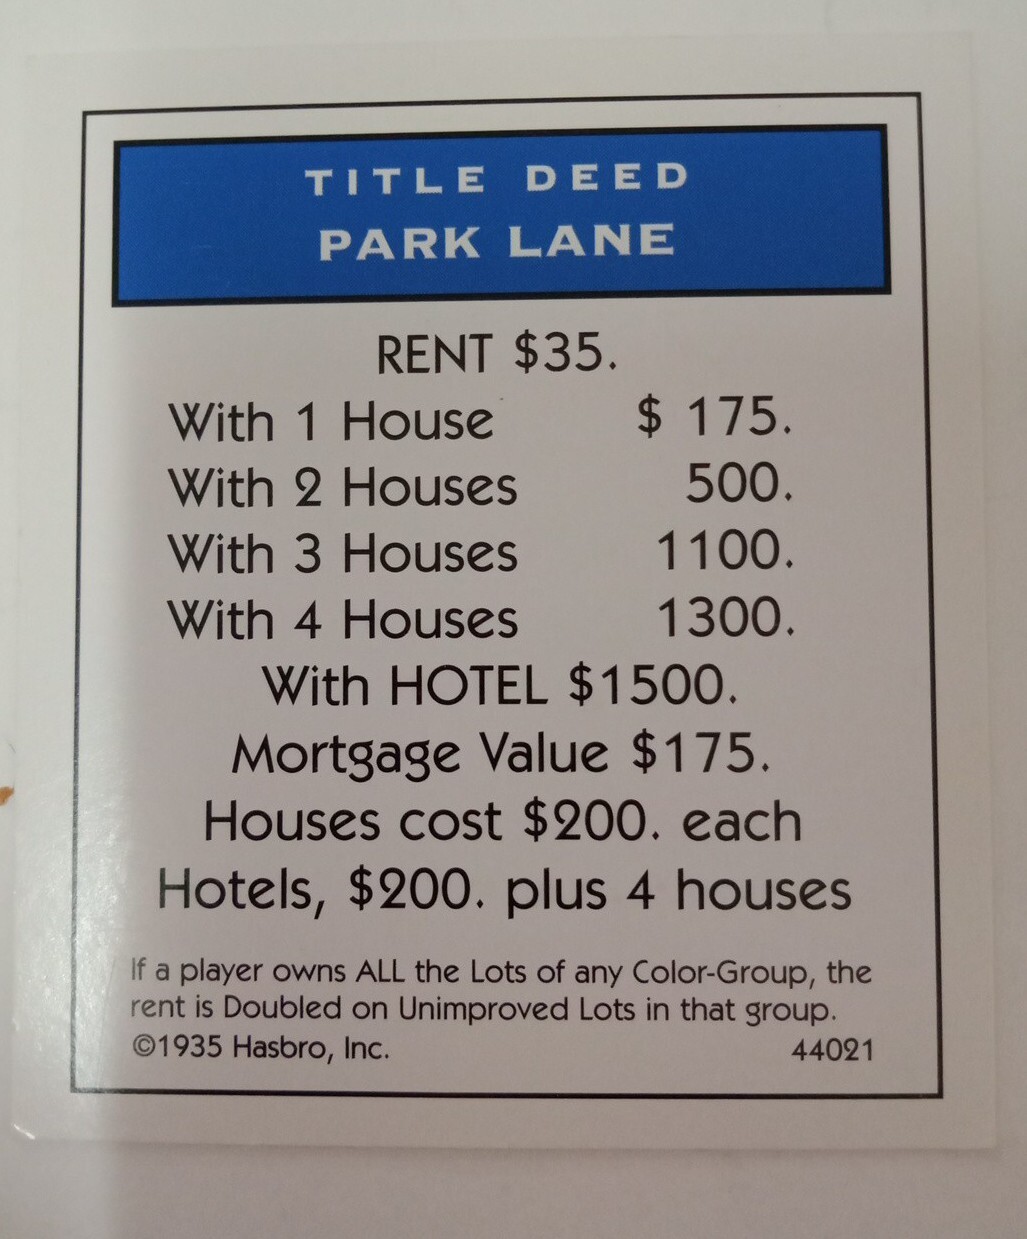 TITLE DEED
PARK LANE
RENT $35.
With 1 House $ 175.
With 2 Houses 500.
With 3 Houses 1100.
With 4 Houses 1300.
With HOTEL $1500.
Mortgage Value $175.
Houses cost $200. each
Hotels, $200. plus 4 houses
If a player owns ALL the Lots of any Color-Group, the
rent is Doubled on Unimproved Lots in that group.
©1935 Hasbro, Inc. 44021